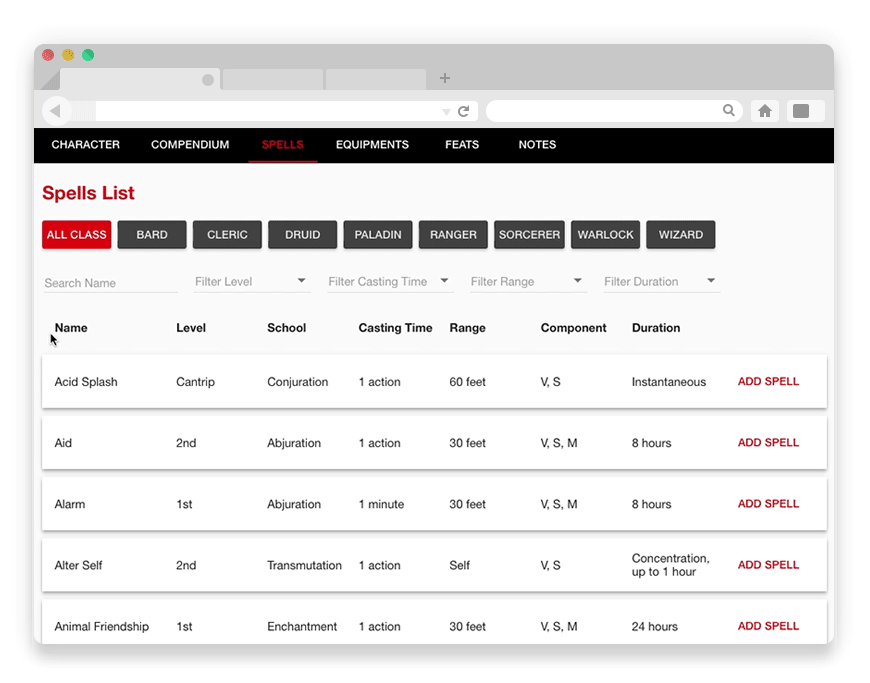 CHARACTER COMPENDIUM SPELLS EQUIPMENTS FEATS NOTES
Spells List
ALL CLASS BARD CLERIC DRUID PALADIN RANGER SORCERER WARLOCK WIZARD
Search Name Filter Level Filter Casting Time Filter Range Filter Duration
Name Level School Casting Time Range Component Duration
Acid Splash Cantrip Conjuration 1 action 60 feet V, S Instantaneous ADD SPELL
Aid 2nd Abjuration 1 action 30 feet V, S, M 8 hours ADD SPELL
Alarm 1st Abjuration 1 minute 30 feet V, S, M 8 hours ADD SPELL
Alter Self 2nd Transmutation 1 action Self V, S Concentration, up to 1 hour ADD SPELL
Animal Friendship 1st Enchantment 1 action 30 feet V, S, M 24 hours ADD SPELL